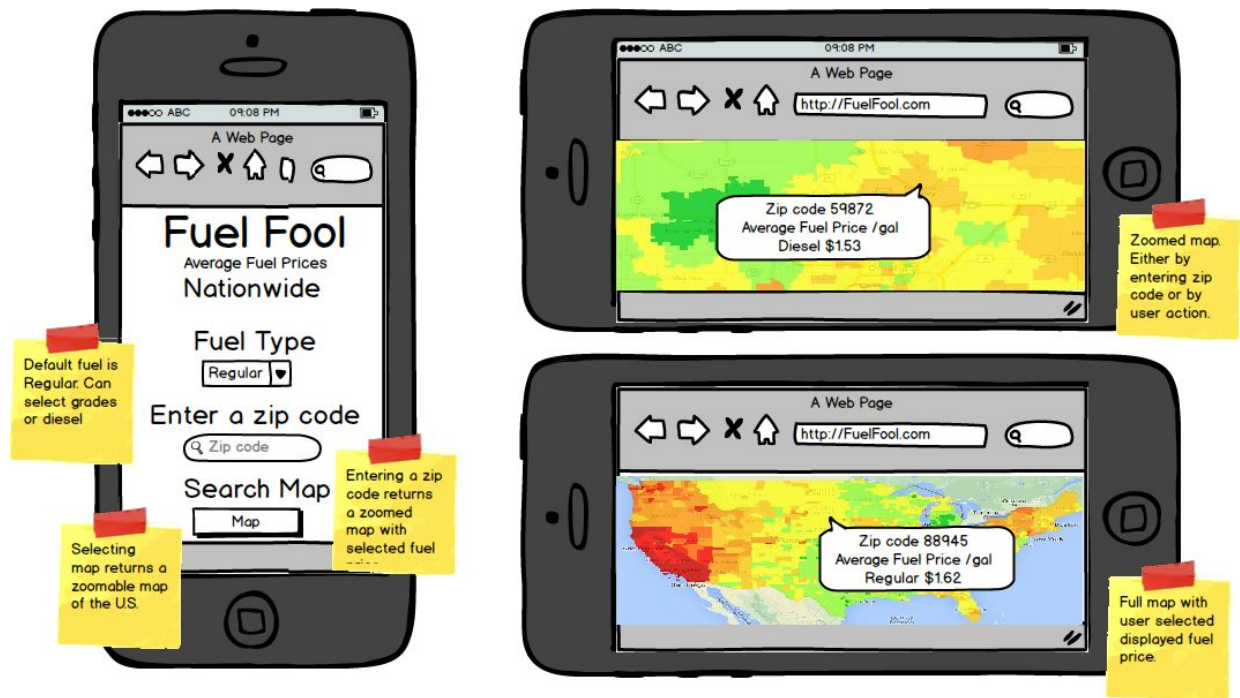 ABC 09:08 PM
A Web Page
Fuel Fool
Average Fuel Prices
Nationwide
Fuel Type
Regular
Enter a zip code
Zip code
Search Map
Map
Default fuel is
Regular. Can
select grades
or diesel
Selecting
map returns a
zoomable map
of the U.S.
Entering a zip
code returns
a zoomed
map with
selected fuel
ABC 09:08 PM
A Web Page
http://FuelFool.com
Zip code 59872
Average Fuel Price /gal
Diesel $1.53
Zoomed map.
Either by
entering zip
code or by
user action.
A Web Page
http://FuelFool.com
Zip code 88945
Average Fuel Price /gal
Regular $1.62
Full map with
user selected
displayed fuel
price.